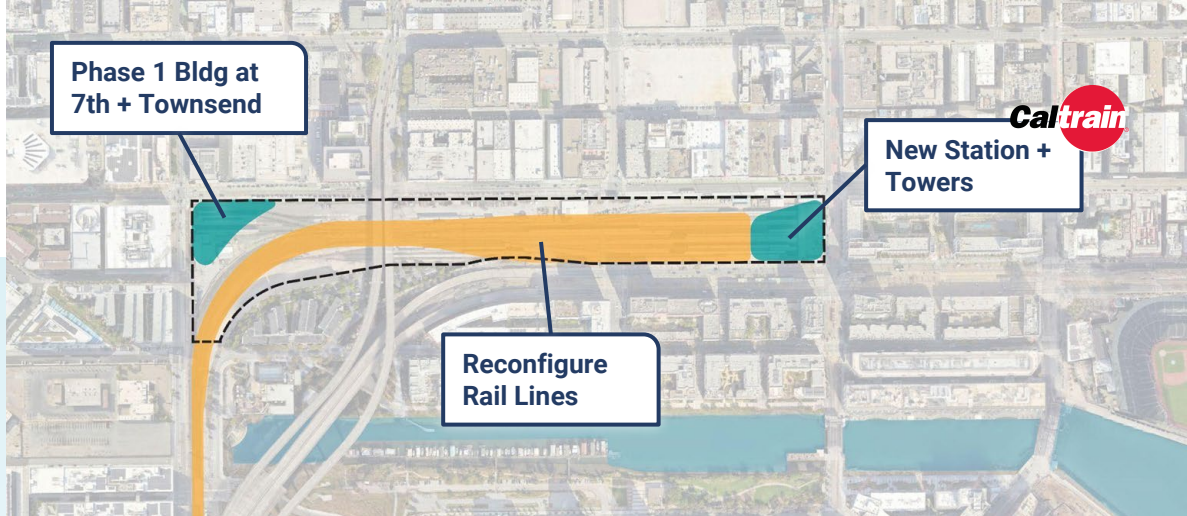 Phase 1 Bldg at
7th + Townsend
Caltrain
New Station +
Towers
Reconfigure
Rail Lines